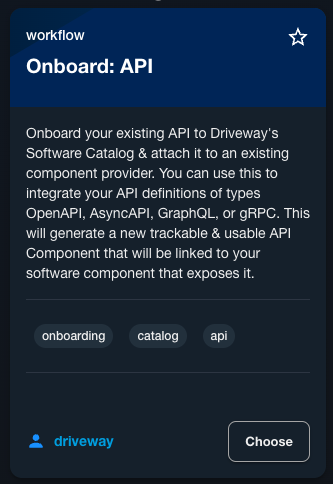 workflow
Onboard: API
Onboard your existing API to Driveway's
Software Catalog & attach it to an existing
component provider. You can use this to
integrate your API definitions of types
OpenAPI, AsyncAPI, GraphQL, or gRPC. This
will generate a new trackable & usable API
Component that will be linked to your
software component that exposes it.
onboarding catalog api
driveway Choose